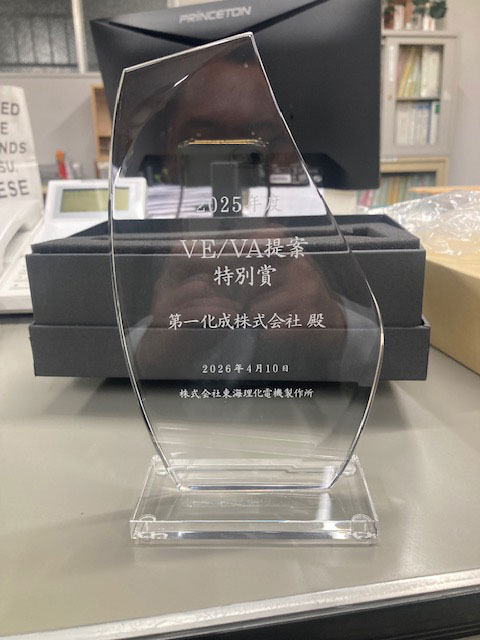 PRINCETON
2025年度
VE/VA提案
特別賞
第一化成株式会社 殿
2026年4月10日
株式会社東海理化電機製作所